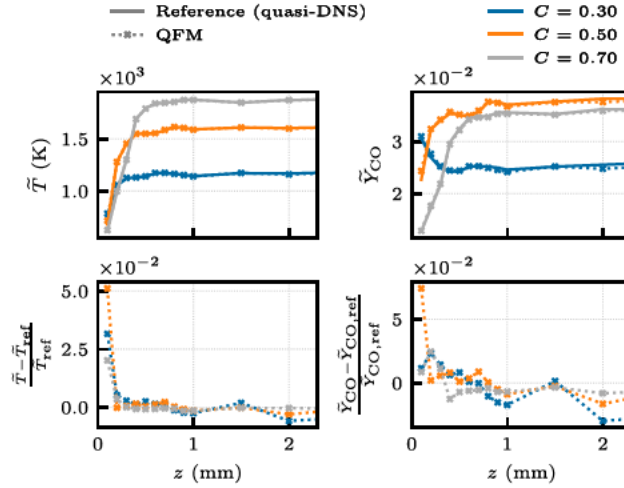 Reference (quasi-DNS)
QFM
C = 0.30
C = 0.50
C = 0.70
×10³
1.5
1.0
T̃ (K)
×10⁻²
3
2
Ỹ_CO
×10⁻²
5.0
2.5
0.0
T̃ − T̃_ref
T̃_ref
0
1
2
z (mm)
×10⁻²
5
0
Ỹ_CO − Ỹ_CO,ref
Ỹ_CO,ref
0
1
2
z (mm)